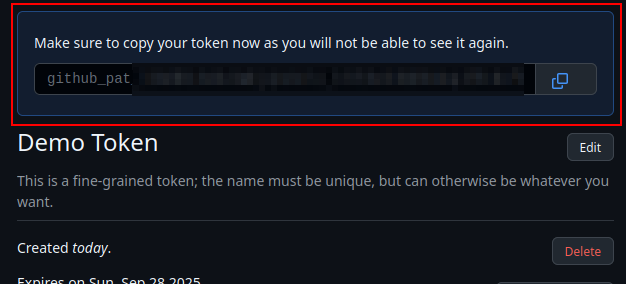 Make sure to copy your token now as you will not be able to see it again.
github_pat
Demo Token
Edit
This is a fine-grained token; the name must be unique, but can otherwise be whatever you
want.
Created today.
Delete
Expires on Sun, Sep 28 2025